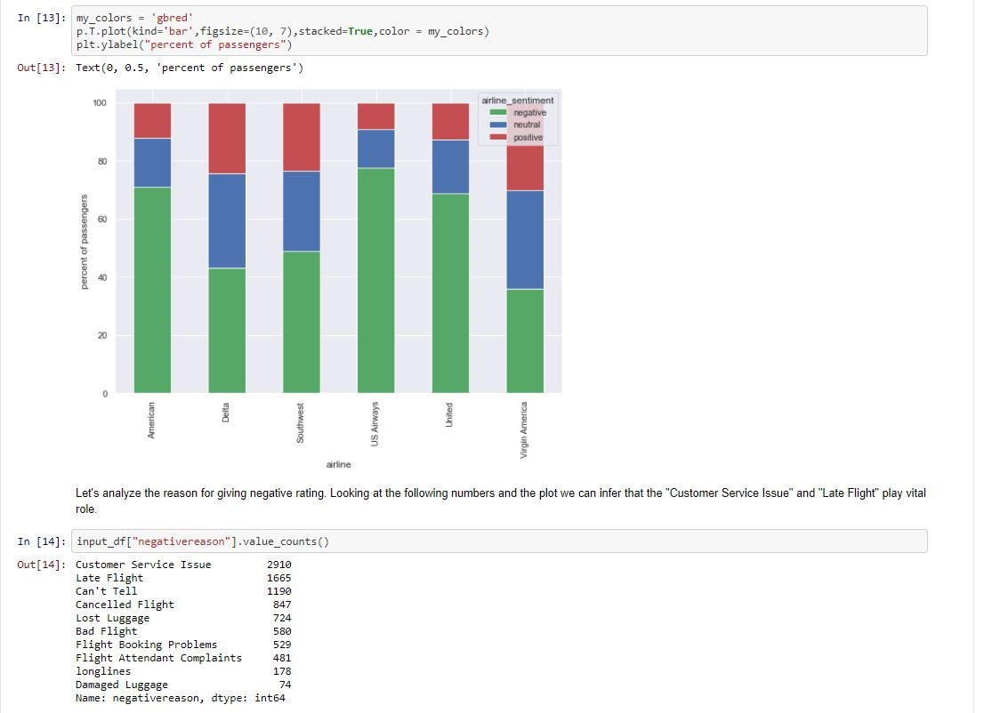 In [13]: my_colors = 'gbred'
p.T.plot(kind='bar',figsize=(10, 7),stacked=True,color = my_colors)
plt.ylabel("percent of passengers")
Out[13]: Text(0, 0.5, 'percent of passengers')
airline_sentiment
negative
neutral
positive
100
80
60
40
20
0
percent of passengers
American
Delta
Southwest
US Airways
United
Virgin America
airline
Let's analyze the reason for giving negative rating. Looking at the following numbers and the plot we can infer that the "Customer Service Issue" and "Late Flight" play vital
role.
In [14]: input_df["negativereason"].value_counts()
Out[14]: Customer Service Issue 2910
Late Flight 1665
Can't Tell 1190
Cancelled Flight 847
Lost Luggage 724
Bad Flight 580
Flight Booking Problems 529
Flight Attendant Complaints 481
longlines 178
Damaged Luggage 74
Name: negativereason, dtype: int64